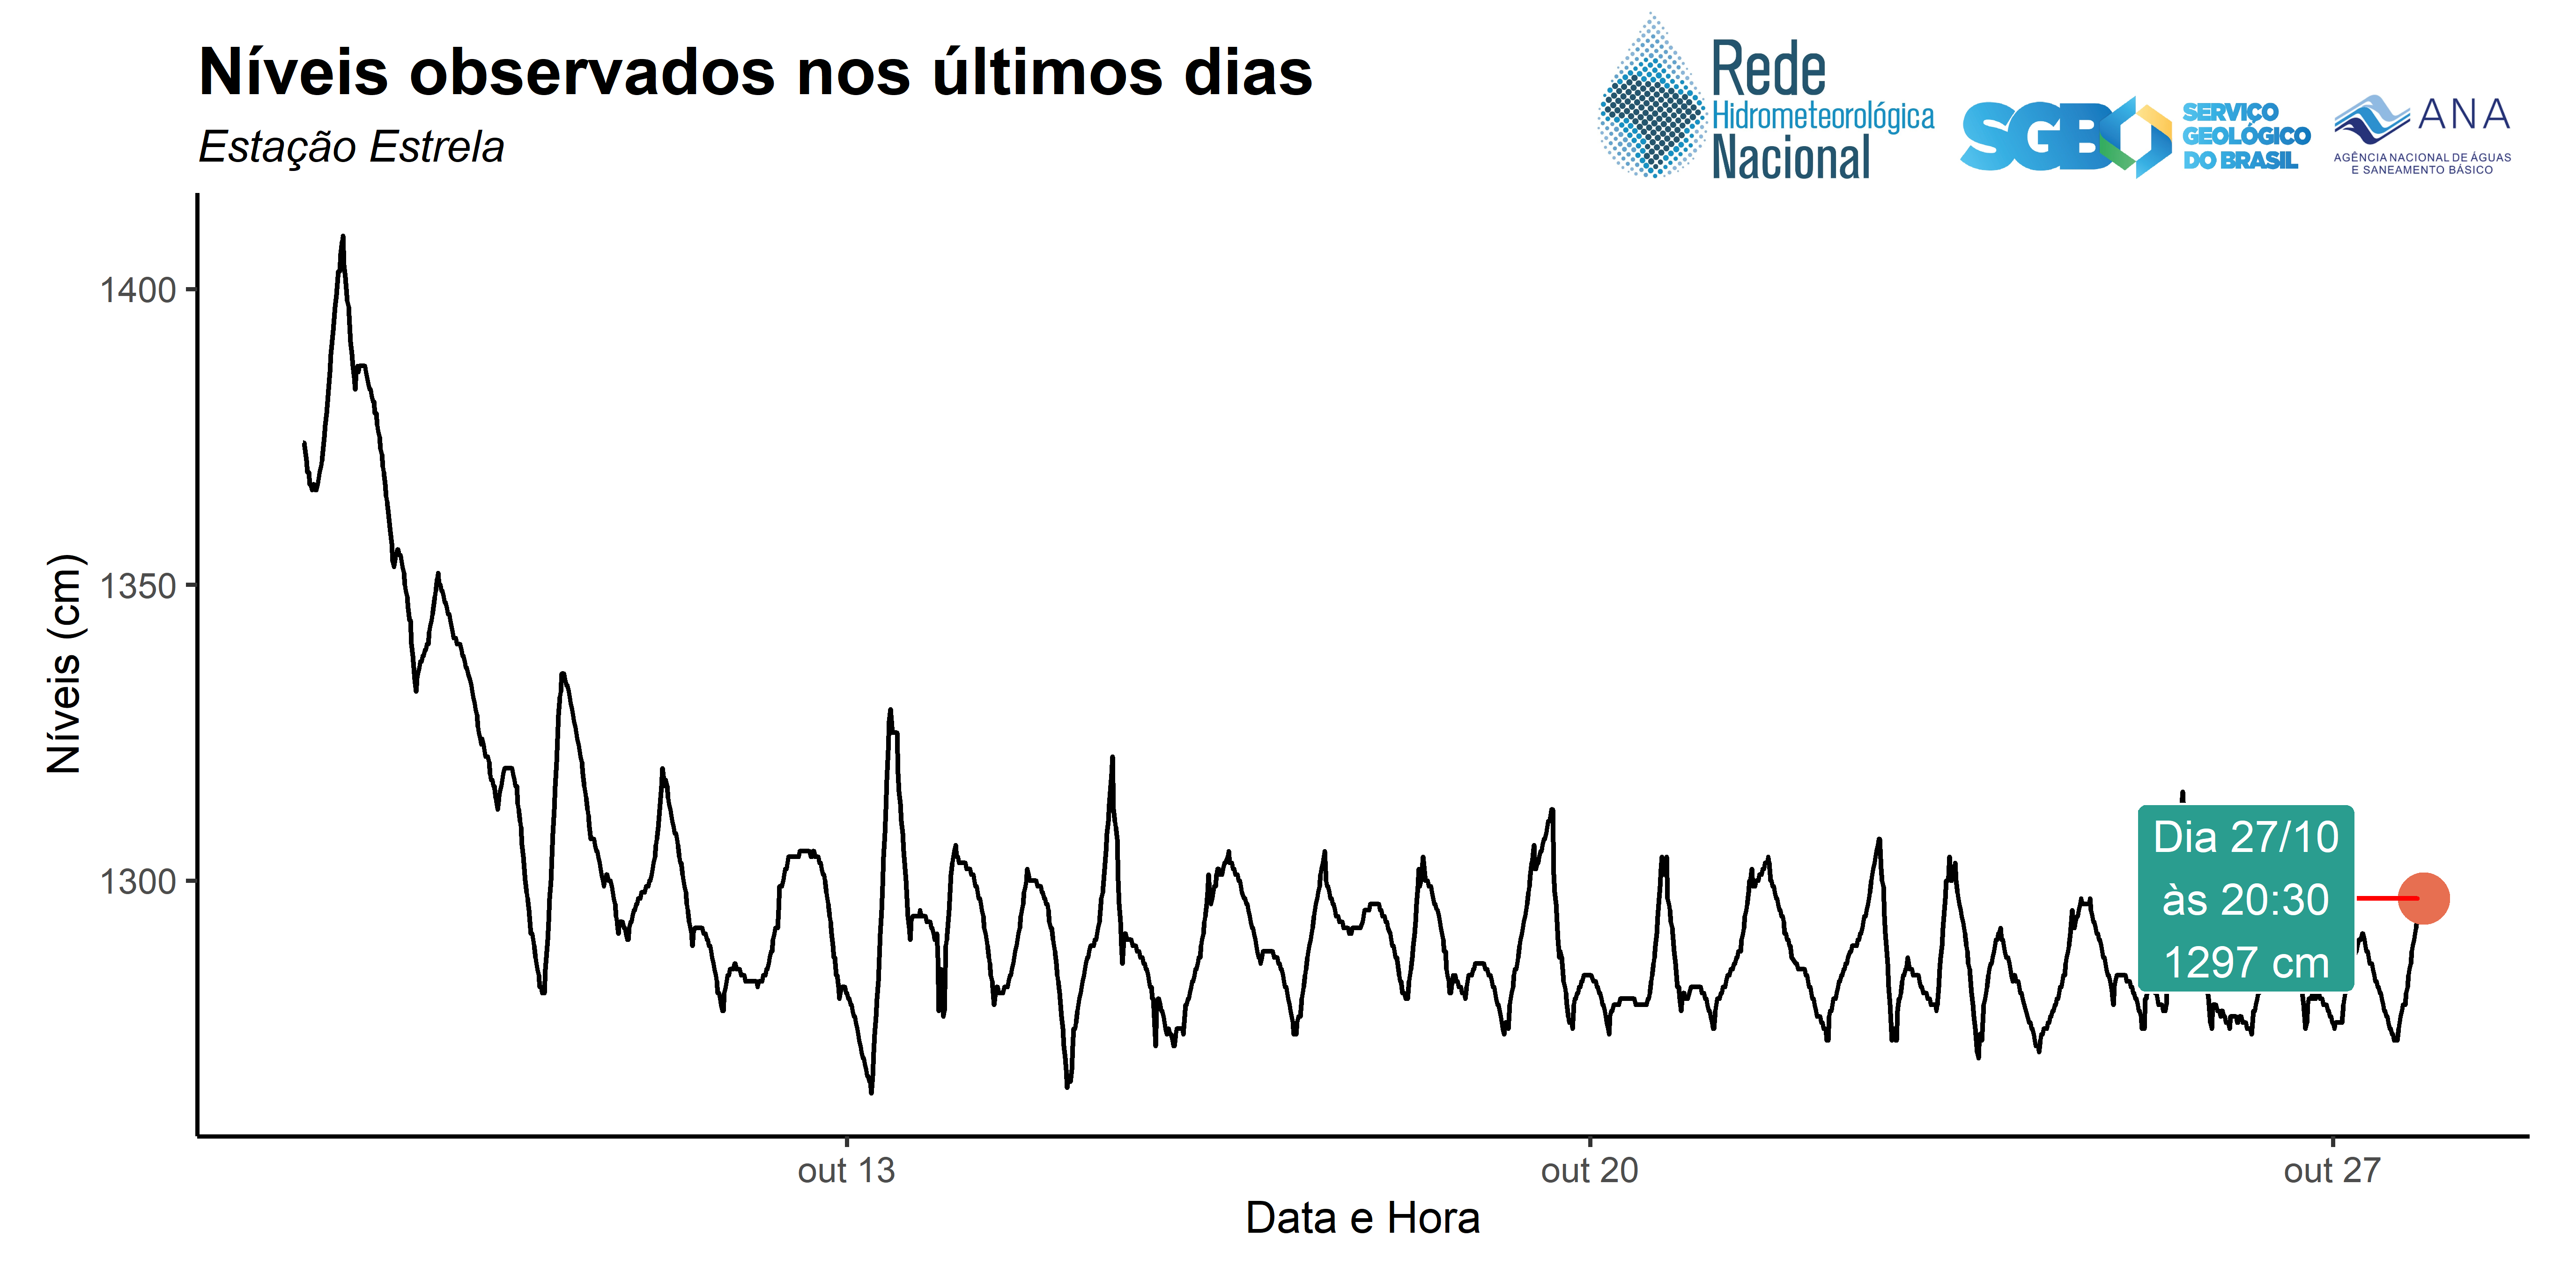 Níveis observados nos últimos dias
Estação Estrela
Rede
Hidrometeorológica
Nacional
SGB
SERVIÇO
GEOLÓGICO
DO BRASIL
ANA
AGÊNCIA NACIONAL DE ÁGUAS
E SANEAMENTO BÁSICO
Níveis (cm)
1400
1350
1300
Dia 27/10
às 20:30
1297 cm
out 13
out 20
out 27
Data e Hora